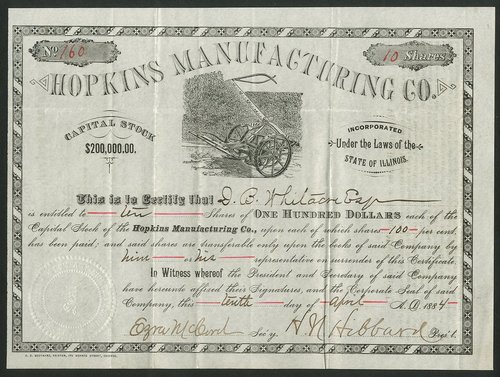 No 160
10 Shares
HOPKINS MANUFACTURING CO.
CAPITAL STOCK
$200,000.00.
INCORPORATED
Under the Laws of the
STATE OF ILLINOIS.
This is to Certify that J. B. Whitacre Esqr
is entitled to ten Shares of ONE HUNDRED DOLLARS each of the
Capital Stock of the Hopkins Manufacturing Co., upon each of which shares 100 per cent.
has been paid; and said shares are transferable only upon the books of said Company by
him or his representative on surrender of this Certificate.
In Witness whereof the President and Secretary of said Company
have hereunto affixed their Signatures, and the Corporate Seal of said
Company, this tenth day of April A. D. 1884
Sec'y. H N Hibbard Pres't.